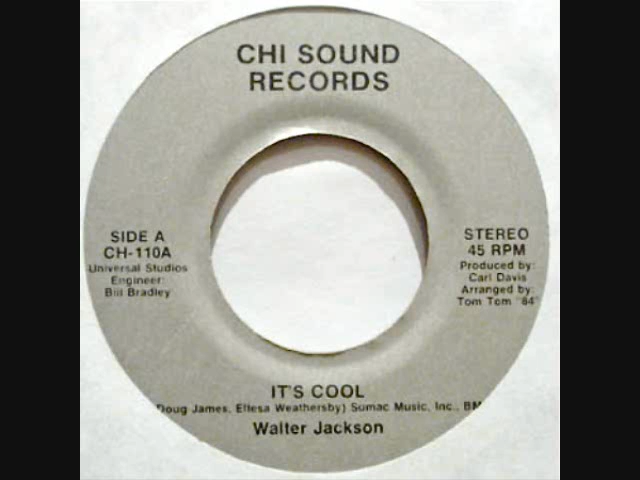 CHI SOUND
RECORDS
SIDE A
CH-110A
Universal Studios
Engineer:
Bill Bradley
STEREO
45 RPM
Produced by:
Carl Davis
Arranged by:
Tom Tom "84"
IT'S COOL
Doug James, Ellesa Weathersby) Sumac Music, Inc., BM
Walter Jackson